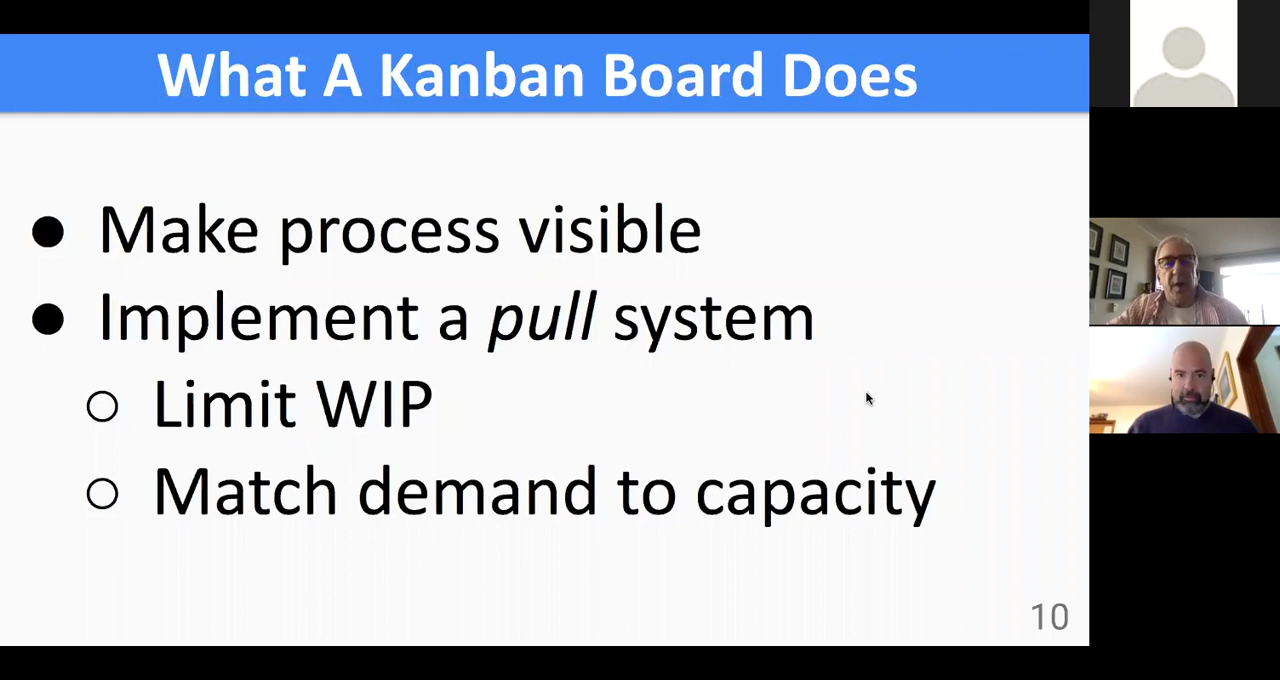 What A Kanban Board Does
● Make process visible
● Implement a pull system
○ Limit WIP
○ Match demand to capacity
10